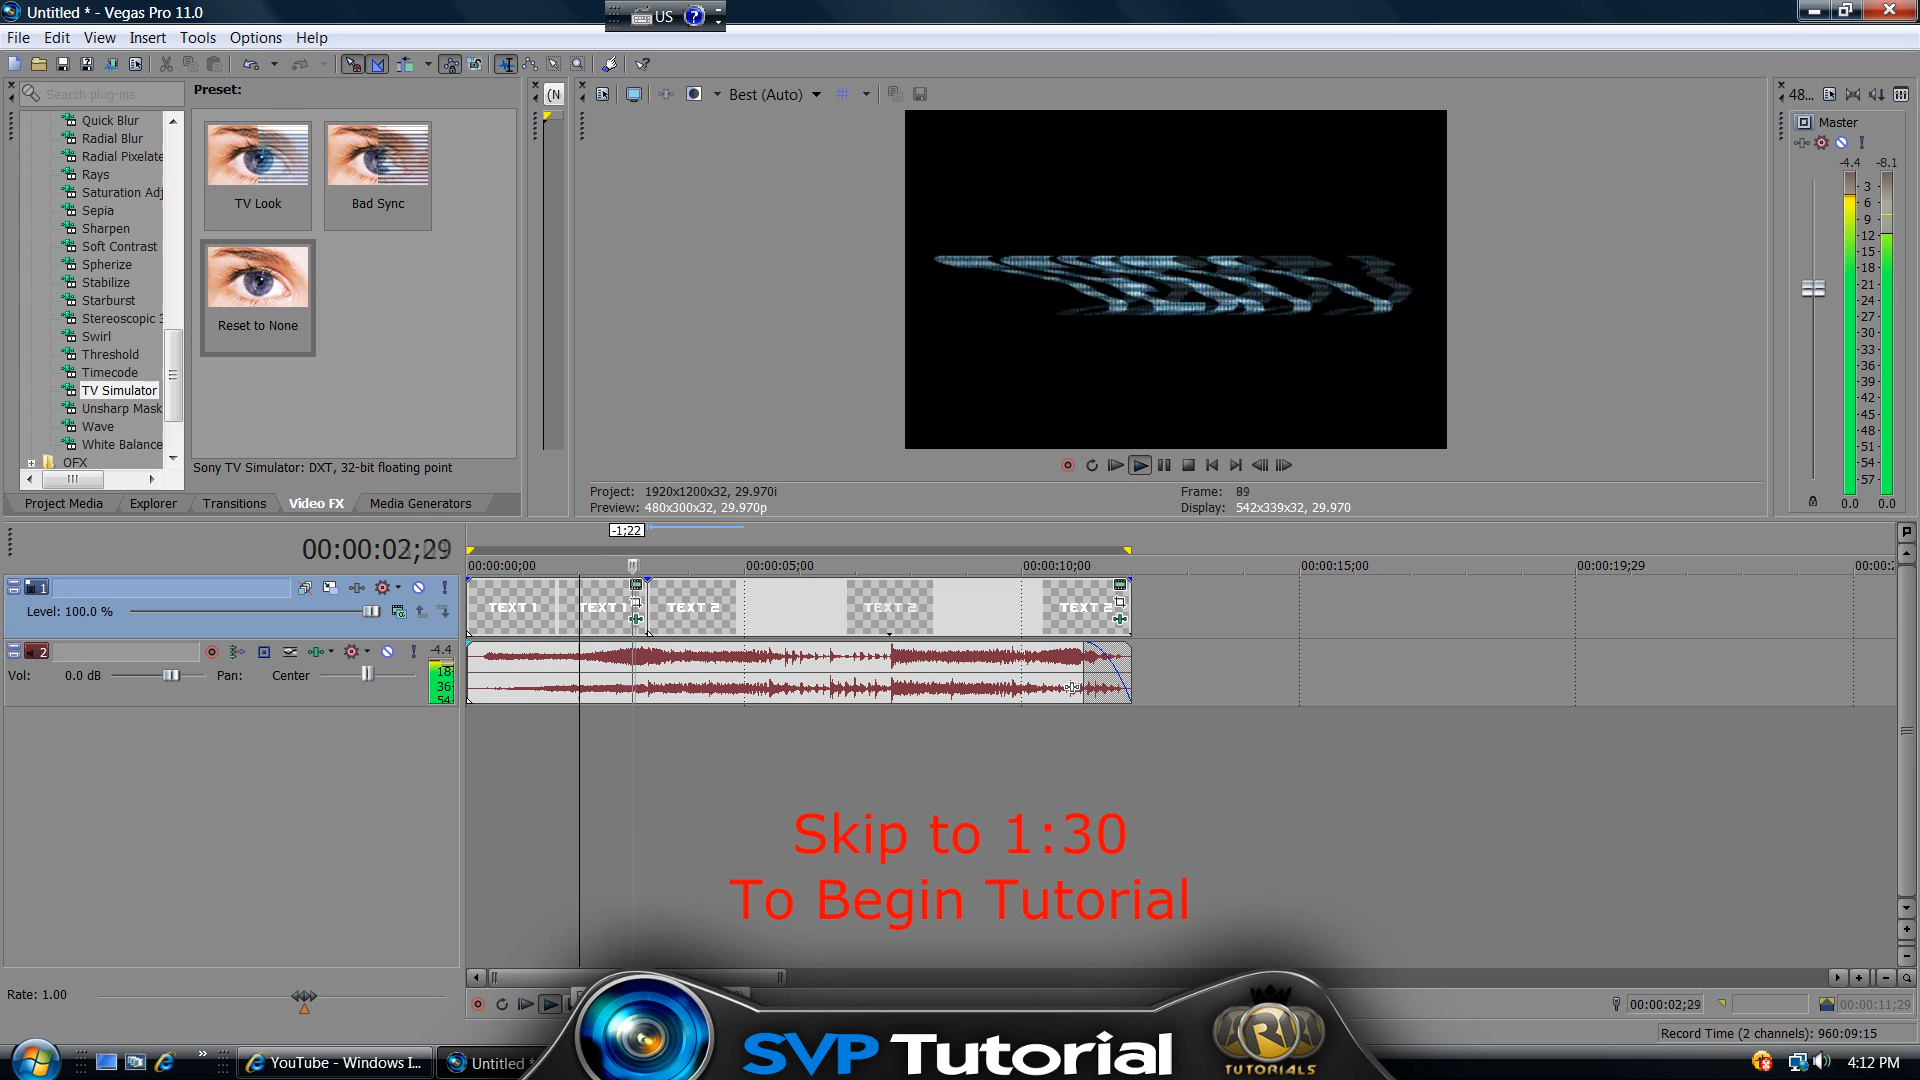 Untitled * - Vegas Pro 11.0
US
File Edit View Insert Tools Options Help
Search plug-ins
Preset:
Quick Blur
Radial Blur
Radial Pixelate
Rays
Saturation Adj
Sepia
Sharpen
Soft Contrast
Spherize
Stabilize
Starburst
Stereoscopic 3
Swirl
Threshold
Timecode
TV Simulator
Unsharp Mask
Wave
White Balance
OFX
TV Look
Bad Sync
Reset to None
Sony TV Simulator: DXT, 32-bit floating point
Project Media Explorer Transitions Video FX Media Generators
(N
Best (Auto)
Project: 1920x1200x32, 29.970i
Preview: 480x300x32, 29.970p
Frame: 89
Display: 542x339x32, 29.970
48...
Master
-4.4 -8.1
3
6
9
12
15
18
21
24
27
30
33
36
39
42
45
48
51
54
57
0.0 0.0
-1;22
00:00:02;29
00:00:00;00 00:00:05;00 00:00:10;00 00:00:15;00 00:00:19;29 00:00:2
1
Level: 100.0 %
TEXT 1 TEXT 1 TEXT 2 TEXT 2 TEXT 2
2
Vol: 0.0 dB Pan: Center
-4.4
18
36
54
Skip to 1:30
To Begin Tutorial
Rate: 1.00
00:00:02;29
00:00:11;29
Record Time (2 channels): 960:09:15
SVP Tutorial
R
TUTORIALS
YouTube - Windows I...
Untitled *
4:12 PM